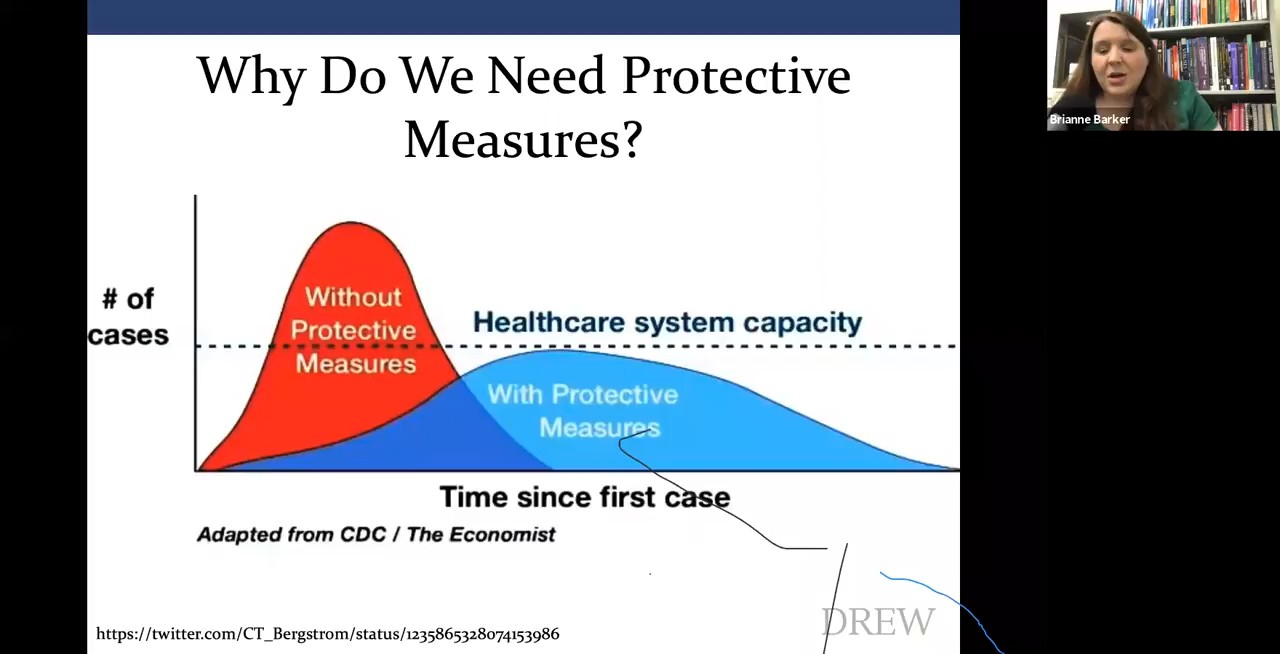 Why Do We Need Protective
Measures?
Brianne Barker
# of
cases
Without
Protective
Measures
Healthcare system capacity
With Protective
Measures
Time since first case
Adapted from CDC / The Economist
https://twitter.com/CT_Bergstrom/status/1235865328074153986
DREW